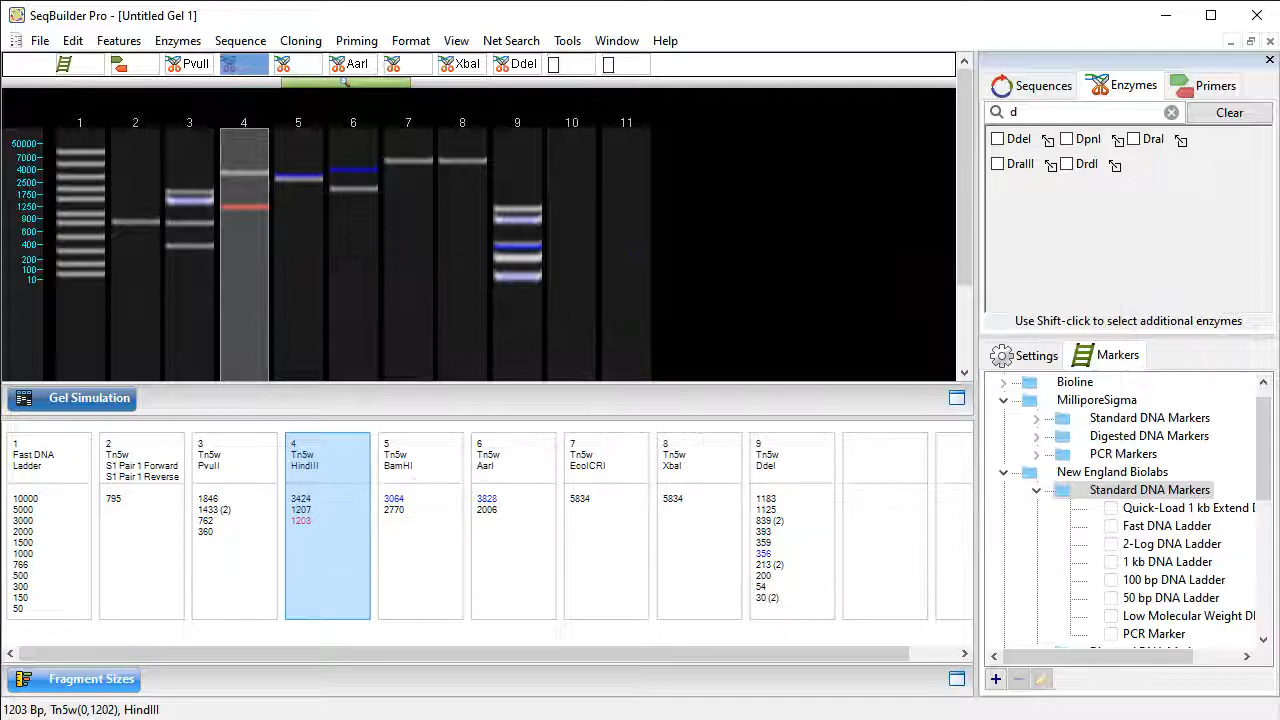 SeqBuilder Pro - [Untitled Gel 1]
File Edit Features Enzymes Sequence Cloning Priming Format View Net Search Tools Window Help
PvuII AarI XbaI DdeI
1 2 3 4 5 6 7 8 9 10 11
50000
7000
4000
2500
1750
1250
900
600
400
200
100
10
Gel Simulation
1
Fast DNA
Ladder
10000
5000
3000
2000
1500
1000
766
500
300
150
50
2
Tn5w
S1 Pair 1 Forward
S1 Pair 1 Reverse
795
3
Tn5w
PvuII
1846
1433 (2)
762
360
4
Tn5w
HindIII
3424
1207
1203
5
Tn5w
BamHI
3064
2770
6
Tn5w
AarI
3828
2006
7
Tn5w
EcoICRI
5834
8
Tn5w
XbaI
5834
9
Tn5w
DdeI
1183
1125
839 (2)
393
359
356
213 (2)
200
54
30 (2)
Fragment Sizes
1203 Bp, Tn5w(0,1202), HindIII
Sequences Enzymes Primers
d Clear
DdeI DpnI DraI
DraIII DrdI
Use Shift-click to select additional enzymes
Settings Markers
Bioline
MilliporeSigma
Standard DNA Markers
Digested DNA Markers
PCR Markers
New England Biolabs
Standard DNA Markers
Quick-Load 1 kb Extend D
Fast DNA Ladder
2-Log DNA Ladder
1 kb DNA Ladder
100 bp DNA Ladder
50 bp DNA Ladder
Low Molecular Weight D
PCR Marker